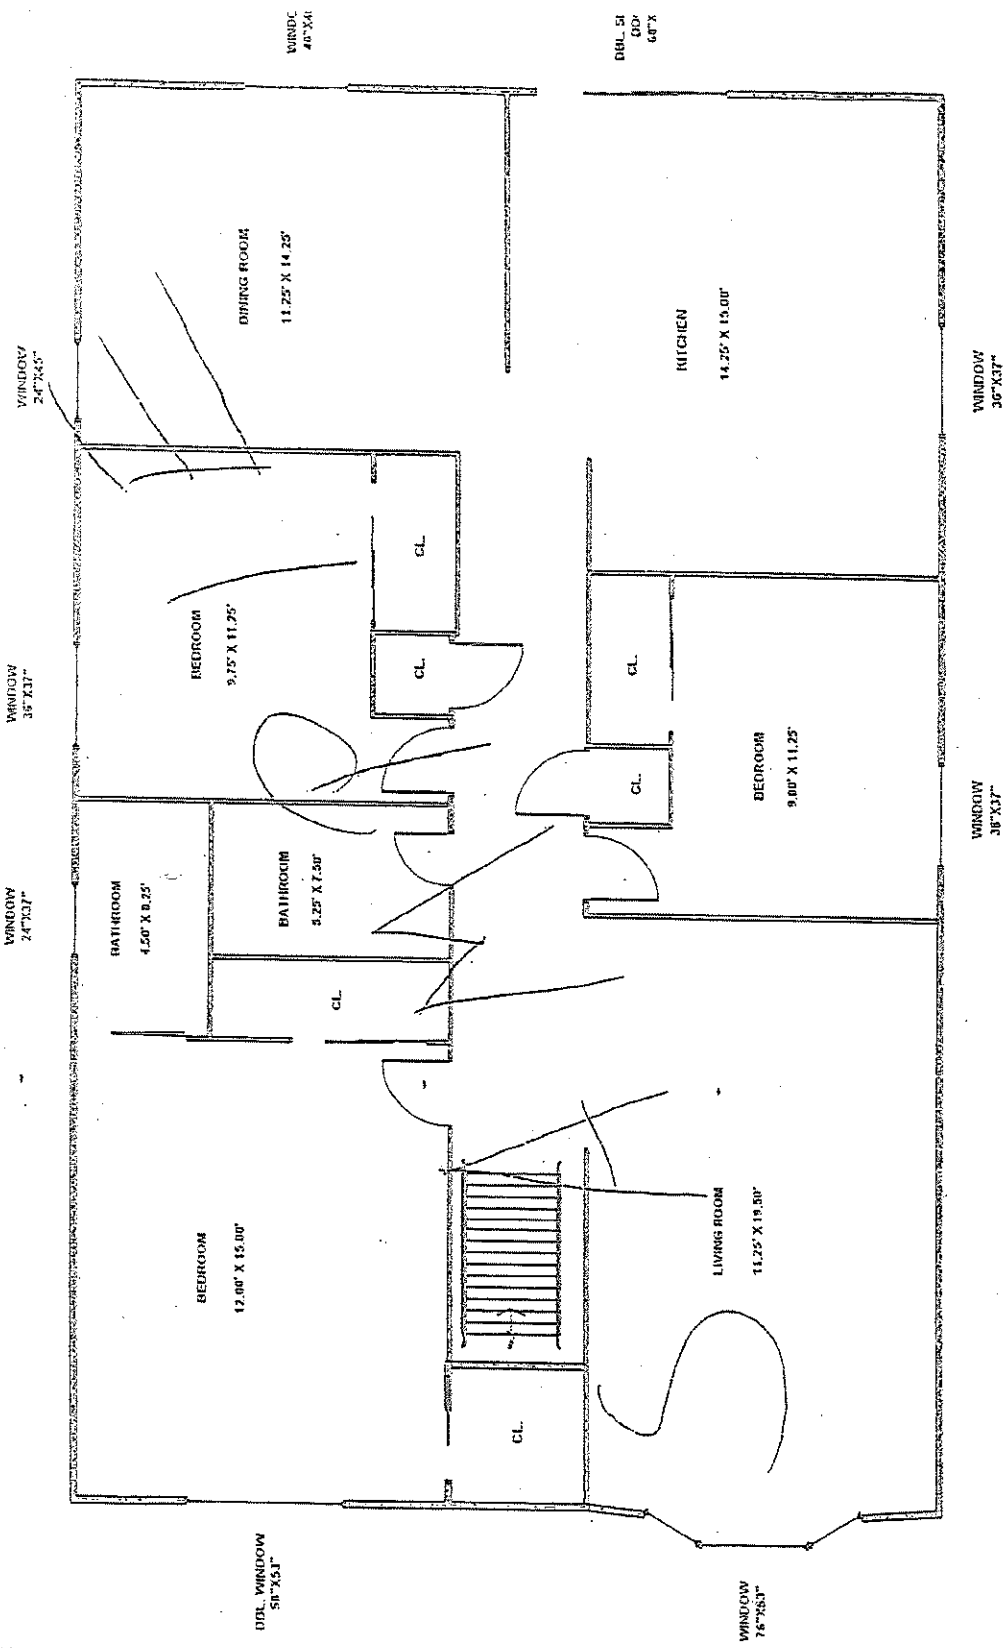 DBL. 
60"X
WINDOW
24"X45"
DINING ROOM
11.25' X 14.25'
KITCHEN
14.25' X 15.00'
WINDOW
36"X37"
WINDOW
36"X37"
BEDROOM
9.75' X 11.25'
CL.
CL.
CL.
CL.
BEDROOM
9.00' X 11.25'
WINDOW
36"X37"
WINDOW
24"X37"
BATHROOM
4.50' X 8.25'
BATHROOM
5.25' X 7.50'
CL.
BEDROOM
12.00' X 15.00'
LIVING ROOM
11.25' X 19.50'
CL.
DBL. WINDOW
58"X53"
WINDOW
76"X63"